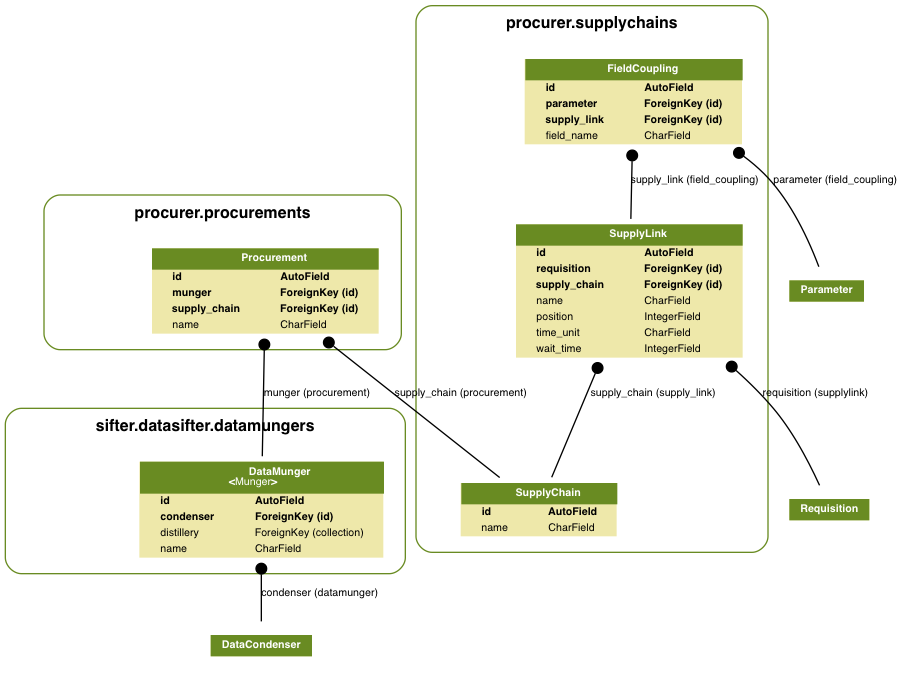 procurer.supplychains
FieldCoupling
id AutoField
parameter ForeignKey (id)
supply_link ForeignKey (id)
field_name CharField
supply_link (field_coupling)
parameter (field_coupling)
procurer.procurements
Procurement
id AutoField
munger ForeignKey (id)
supply_chain ForeignKey (id)
name CharField
SupplyLink
id AutoField
requisition ForeignKey (id)
supply_chain ForeignKey (id)
name CharField
position IntegerField
time_unit CharField
wait_time IntegerField
Parameter
munger (procurement)
supply_chain (procurement)
supply_chain (supply_link)
requisition (supplylink)
sifter.datasifter.datamungers
DataMunger
<Munger>
id AutoField
condenser ForeignKey (id)
distillery ForeignKey (collection)
name CharField
SupplyChain
id AutoField
name CharField
Requisition
condenser (datamunger)
DataCondenser